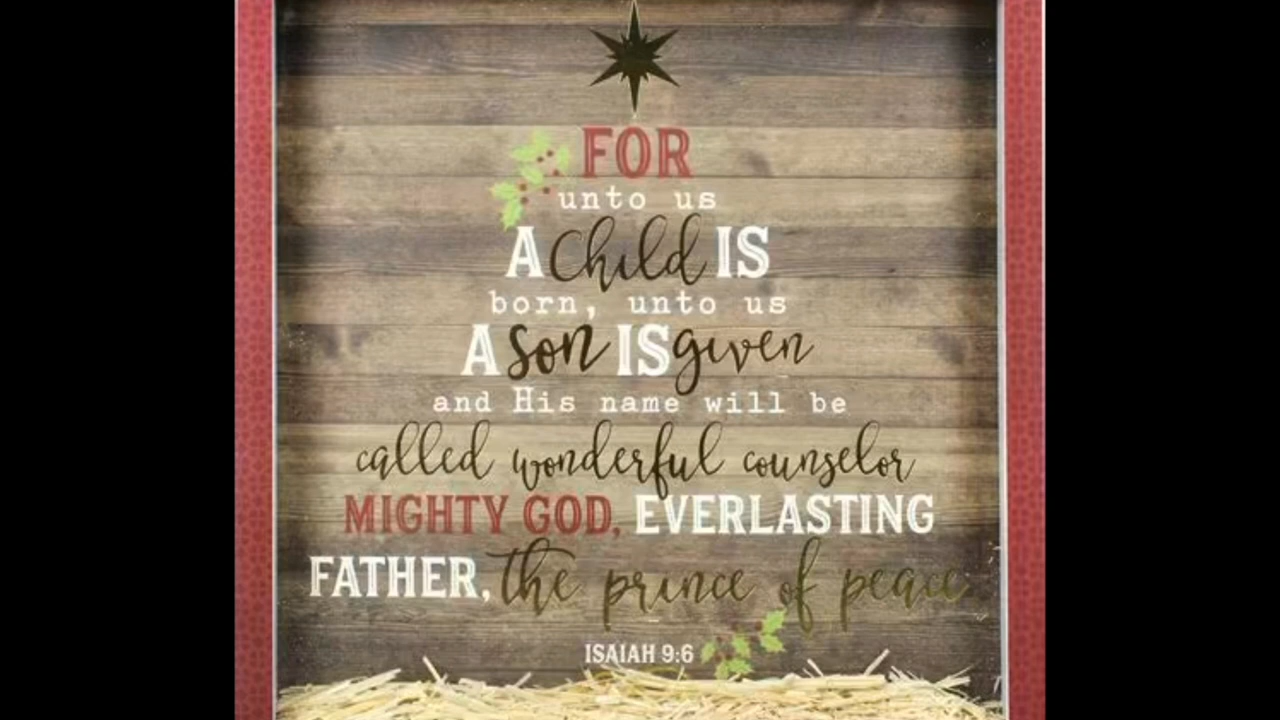 FOR
unto us
A Child IS
born, unto us
A son IS given
and His name will be
called wonderful counselor
MIGHTY GOD, EVERLASTING
FATHER, the prince of peace
ISAIAH 9:6